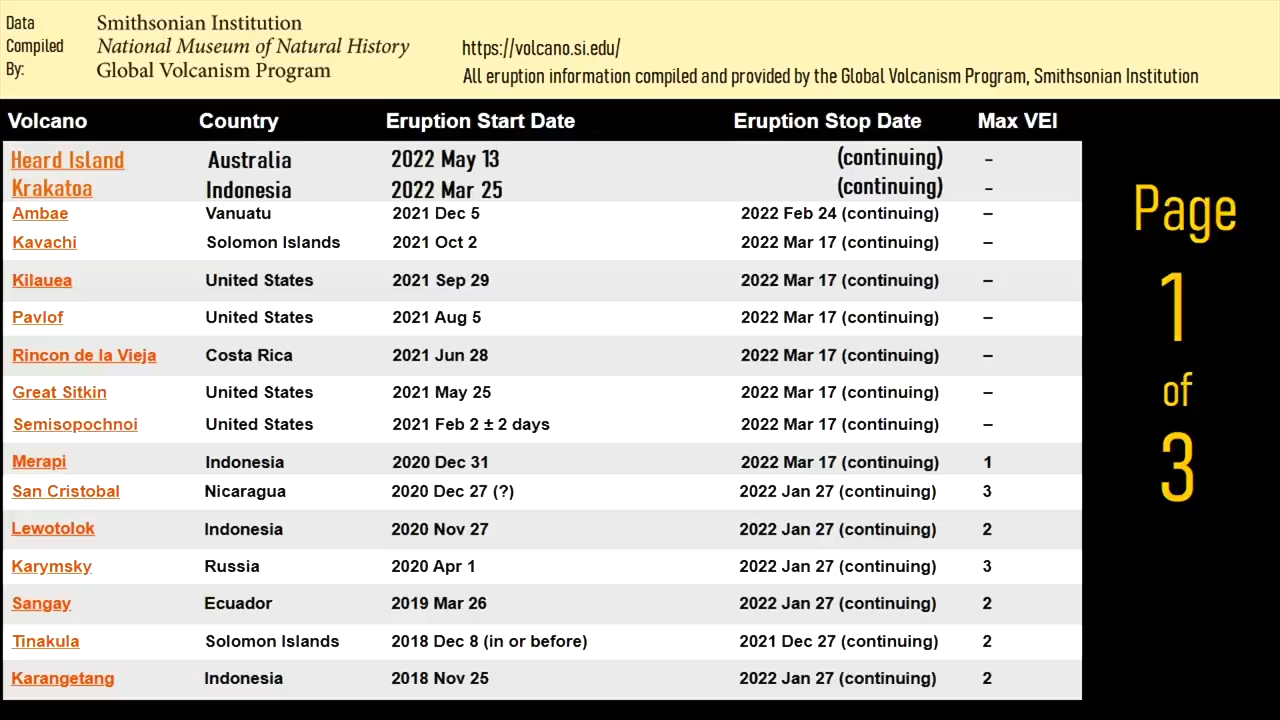 Data Smithsonian Institution
Compiled National Museum of Natural History https://volcano.si.edu/
By: Global Volcanism Program All eruption information compiled and provided by the Global Volcanism Program, Smithsonian Institution
Volcano Country Eruption Start Date Eruption Stop Date Max VEI
Heard Island Australia 2022 May 13 (continuing) -
Krakatoa Indonesia 2022 Mar 25 (continuing) -
Ambae Vanuatu 2021 Dec 5 2022 Feb 24 (continuing) –
Kavachi Solomon Islands 2021 Oct 2 2022 Mar 17 (continuing) –
Kilauea United States 2021 Sep 29 2022 Mar 17 (continuing) –
Pavlof United States 2021 Aug 5 2022 Mar 17 (continuing) –
Rincon de la Vieja Costa Rica 2021 Jun 28 2022 Mar 17 (continuing) –
Great Sitkin United States 2021 May 25 2022 Mar 17 (continuing) –
Semisopochnoi United States 2021 Feb 2 ± 2 days 2022 Mar 17 (continuing) –
Merapi Indonesia 2020 Dec 31 2022 Mar 17 (continuing) 1
San Cristobal Nicaragua 2020 Dec 27 (?) 2022 Jan 27 (continuing) 3
Lewotolok Indonesia 2020 Nov 27 2022 Jan 27 (continuing) 2
Karymsky Russia 2020 Apr 1 2022 Jan 27 (continuing) 3
Sangay Ecuador 2019 Mar 26 2022 Jan 27 (continuing) 2
Tinakula Solomon Islands 2018 Dec 8 (in or before) 2021 Dec 27 (continuing) 2
Karangetang Indonesia 2018 Nov 25 2022 Jan 27 (continuing) 2
Page
1
of
3